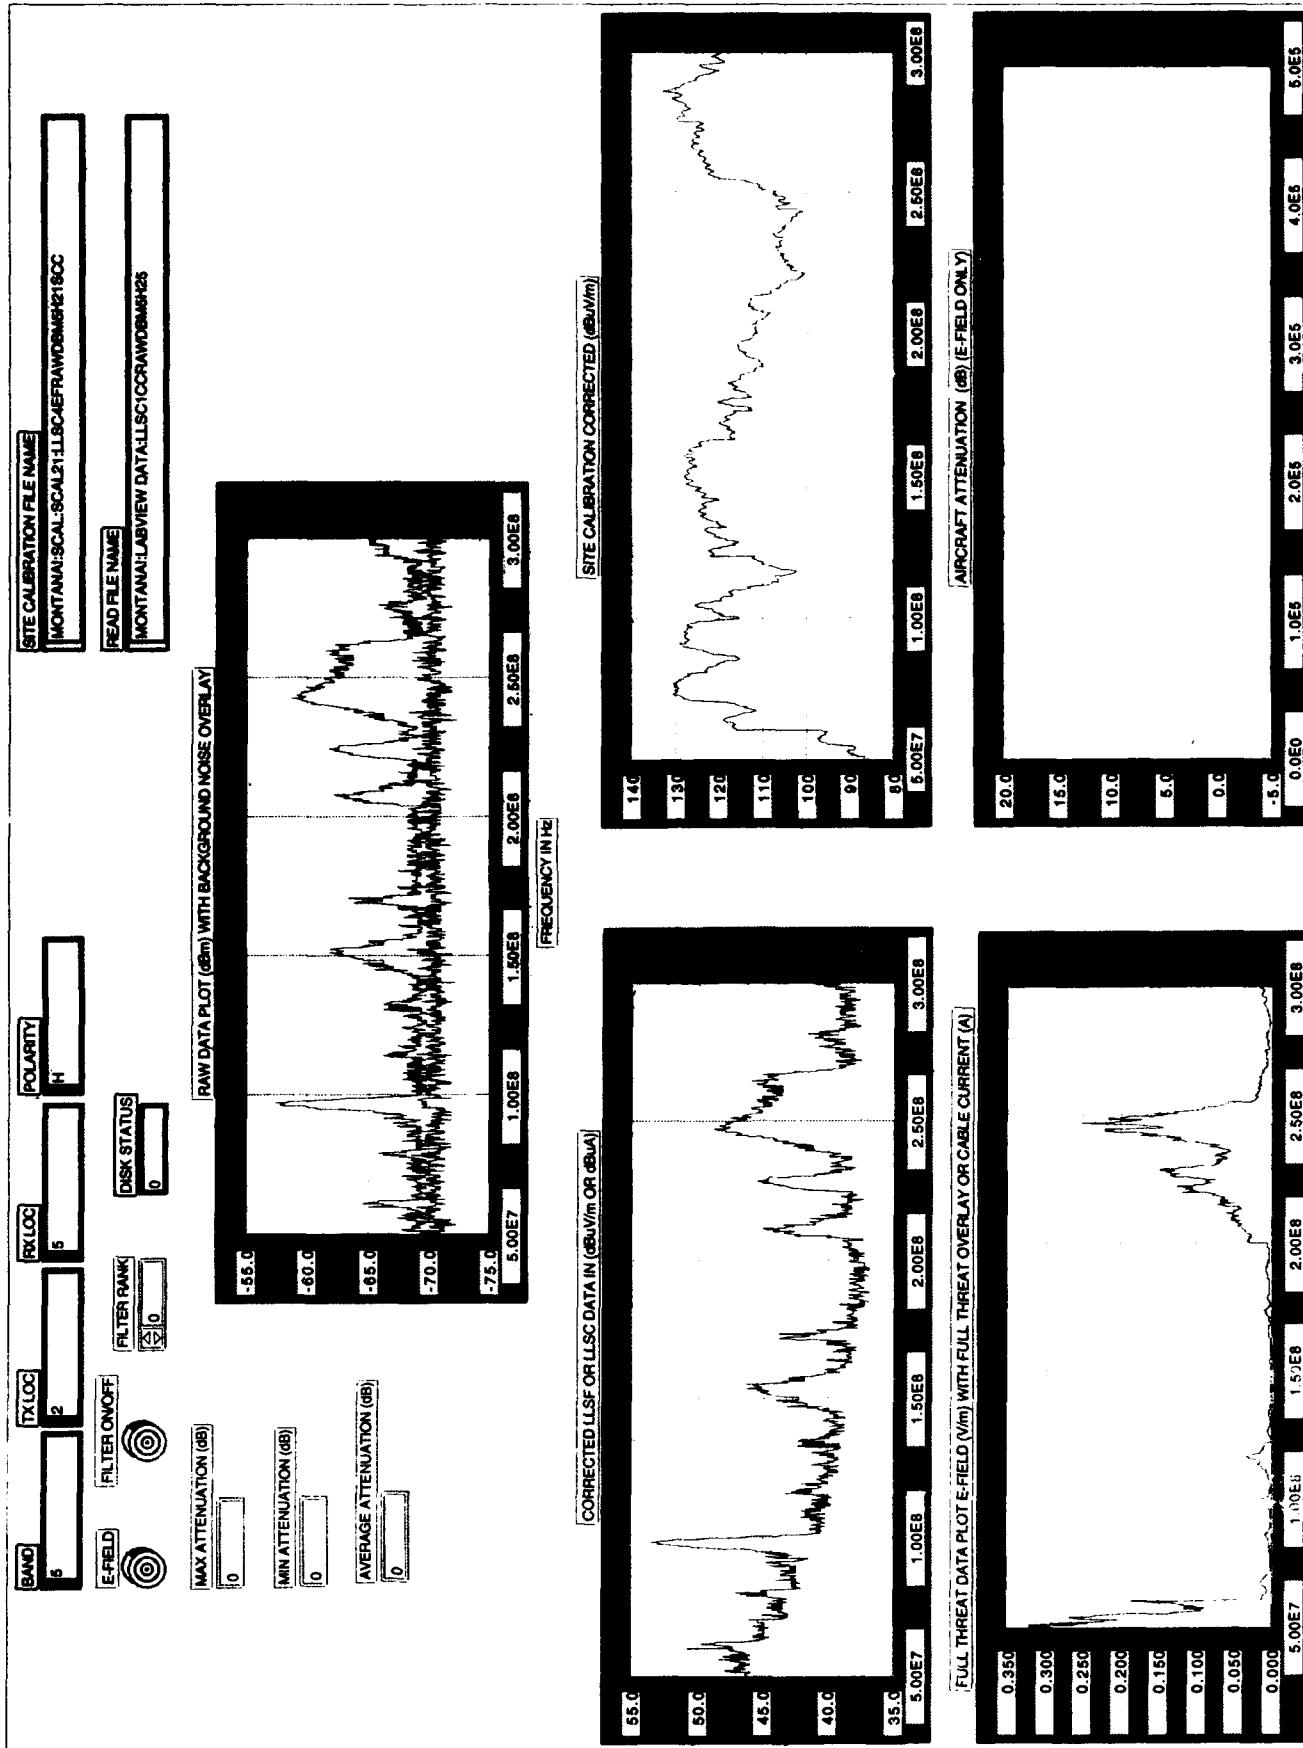 BAND
5
TX LOC
2
RX LOC
5
POLARITY
H
SITE CALIBRATION FILE NAME
MONTANAI:SCAL:SCAL21:LLSC4EFRAWDBM5H21SCC
E-FIELD
FILTER ON/OFF
FILTER RANK
0
DISK STATUS
0
READ FILE NAME
MONTANAI:LABVIEW DATA:LLSC1CCRAWDBM5H25
MAX ATTENUATION (dB)
0
MIN ATTENUATION (dB)
0
AVERAGE ATTENUATION (dB)
0
RAW DATA PLOT (dBm) WITH BACKGROUND NOISE OVERLAY
-55.0
-60.0
-65.0
-70.0
-75.0
5.00E7
1.00E8
1.50E8
2.00E8
2.50E8
3.00E8
FREQUENCY IN Hz
CORRECTED LLSF OR LLSC DATA IN (dBuV/m OR dBuA)
55.0
50.0
45.0
40.0
35.0
5.00E7
1.00E8
1.50E8
2.00E8
2.50E8
3.00E8
SITE CALIBRATION CORRECTED (dBuV/m)
140
130
120
110
100
90
80
5.00E7
1.00E8
1.50E8
2.00E8
2.50E8
3.00E8
FULL THREAT DATA PLOT E-FIELD (V/m) WITH FULL THREAT OVERLAY OR CABLE CURRENT (A)
0.350
0.300
0.250
0.200
0.150
0.100
0.050
0.000
5.00E7
1.00E8
1.50E8
2.00E8
2.50E8
3.00E8
AIRCRAFT ATTENUATION (dB) (E-FIELD ONLY)
20.0
15.0
10.0
5.0
0.0
-5.0
0.0E0
1.0E5
2.0E5
3.0E5
4.0E5
5.0E5